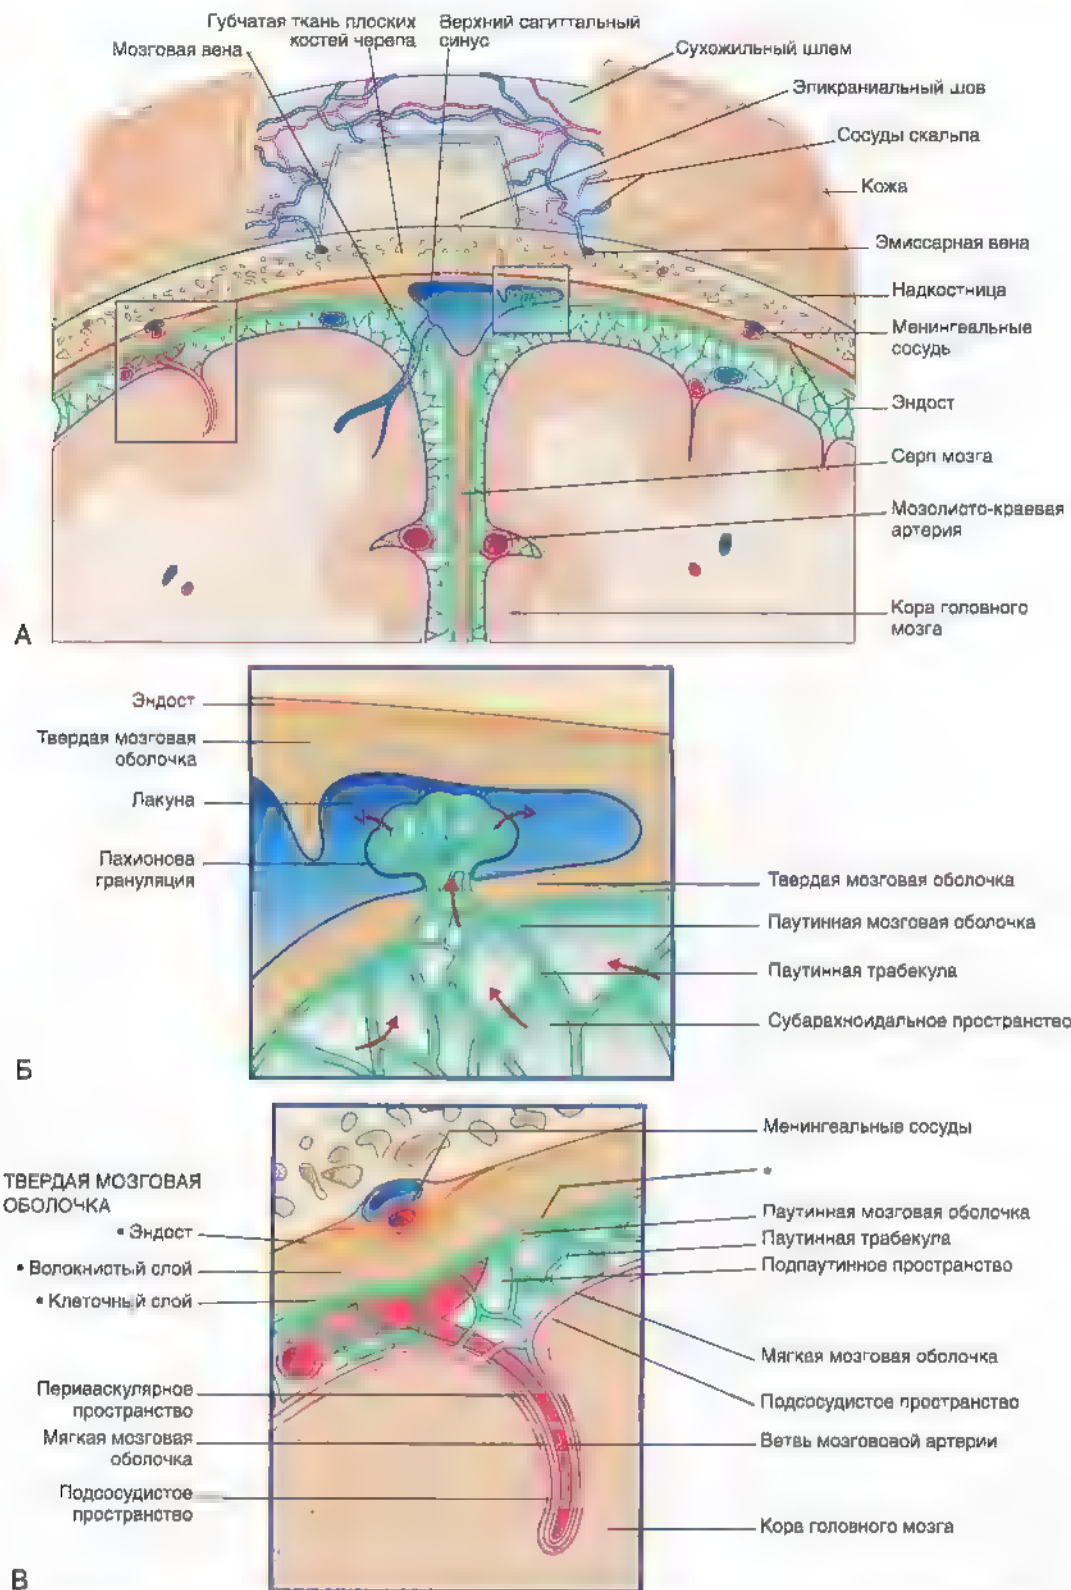 Губчатая ткань плоских
костей черепа
Верхний сагиттальный
синус
Мозговая вена
Сухожильный шлем
Эпикраниальный шов
Сосуды скальпа
Кожа
Эмиссарная вена
Надкостница
Менингеальные
сосудь
Эндост
Серп мозга
Мозолисто-краевая
артерия
Кора головного
мозга
А
Эндост
Твердая мозговая
оболочка
Лакуна
Пахионова
грануляция
Твердая мозговая оболочка
Паутинная мозговая оболочка
Паутинная трабекула
Субарахноидальное пространство
Б
Менингеальные сосуды
*
ТВЕРДАЯ МОЗГОВАЯ
ОБОЛОЧКА
• Эндост
• Волокнистый слой
• Клеточный слой
Паутинная мозговая оболочка
Паутинная трабекула
Подпаутинное пространство
Мягкая мозговая оболочка
Периваскулярное
пространство
Подсосудистое пространство
Мягкая мозговая
оболочка
Ветвь мозгововой артерии
Подсосудистое
пространство
Кора головного мозга
В